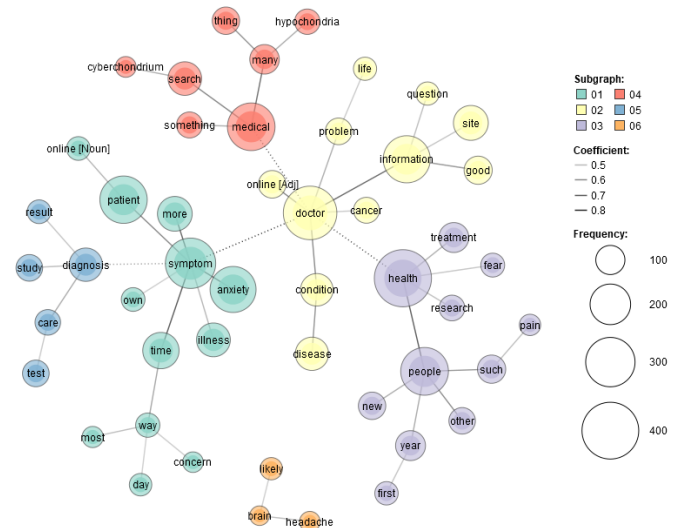 thing
hypochondria
many
cyberchondrium
search
life
something
medical
question
site
problem
information
good
online [Noun]
online [Adj]
patient
more
doctor
cancer
result
treatment
study
diagnosis
symptom
health
fear
anxiety
condition
own
research
care
time
illness
pain
disease
test
people
such
new
other
most
way
year
concern
day
likely
first
brain
headache
Subgraph:
01 04
02 05
03 06
Coefficient:
0.5
0.6
0.7
0.8
Frequency:
100
200
300
400